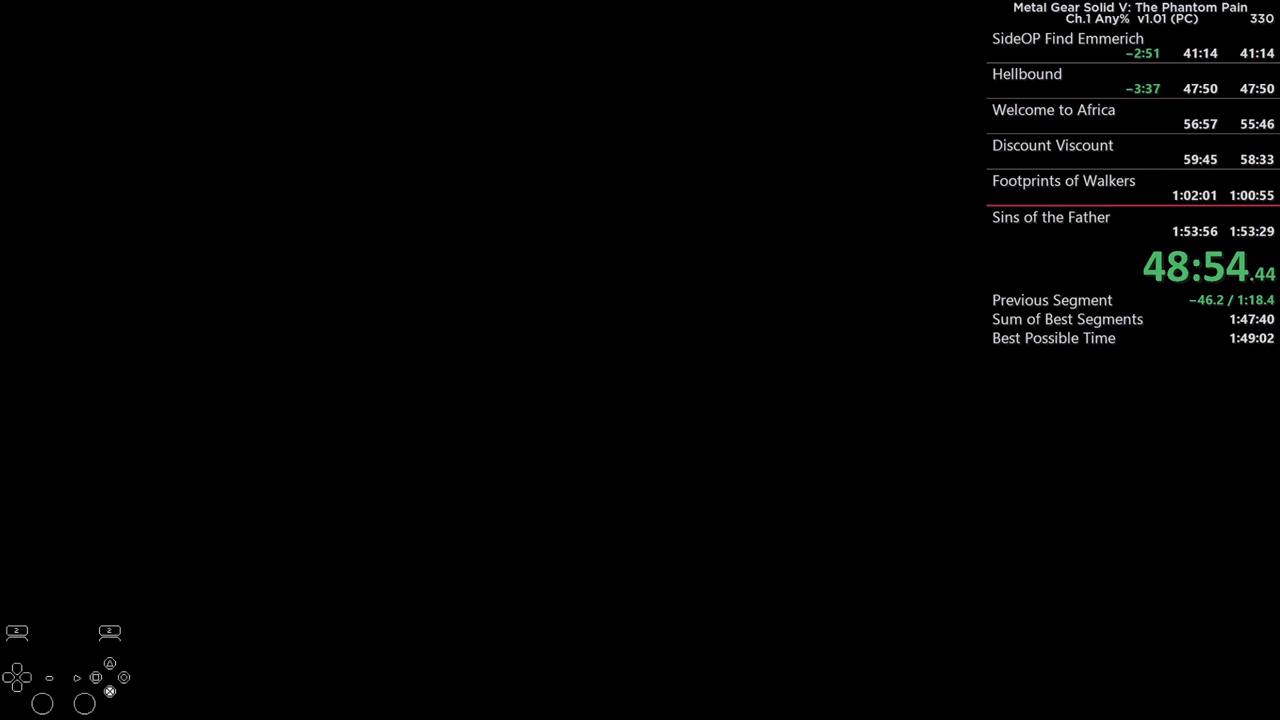 Metal Gear Solid V: The Phantom Pain
Ch.1 Any% v1.01 (PC) 330
SideOP Find Emmerich
−2:51 41:14 41:14
Hellbound
−3:37 47:50 47:50
Welcome to Africa
56:57 55:46
Discount Viscount
59:45 58:33
Footprints of Walkers
1:02:01 1:00:55
Sins of the Father
1:53:56 1:53:29
48:54.44
Previous Segment −46.2 / 1:18.4
Sum of Best Segments 1:47:40
Best Possible Time 1:49:02
2 2